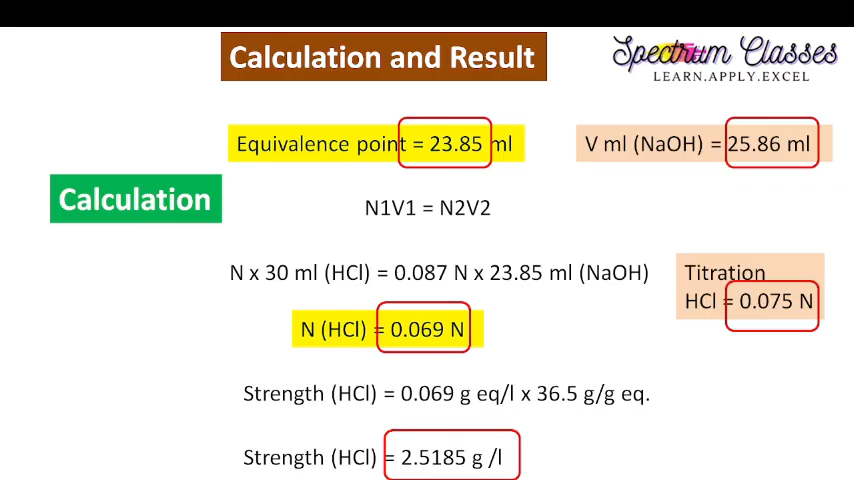 Calculation and Result
Spectrum Classes
LEARN.APPLY.EXCEL
Equivalence point = 23.85 ml
V ml (NaOH) = 25.86 ml
Calculation
N1V1 = N2V2
N x 30 ml (HCl) = 0.087 N x 23.85 ml (NaOH)
Titration
HCl = 0.075 N
N (HCl) = 0.069 N
Strength (HCl) = 0.069 g eq/l x 36.5 g/g eq.
Strength (HCl) = 2.5185 g /l